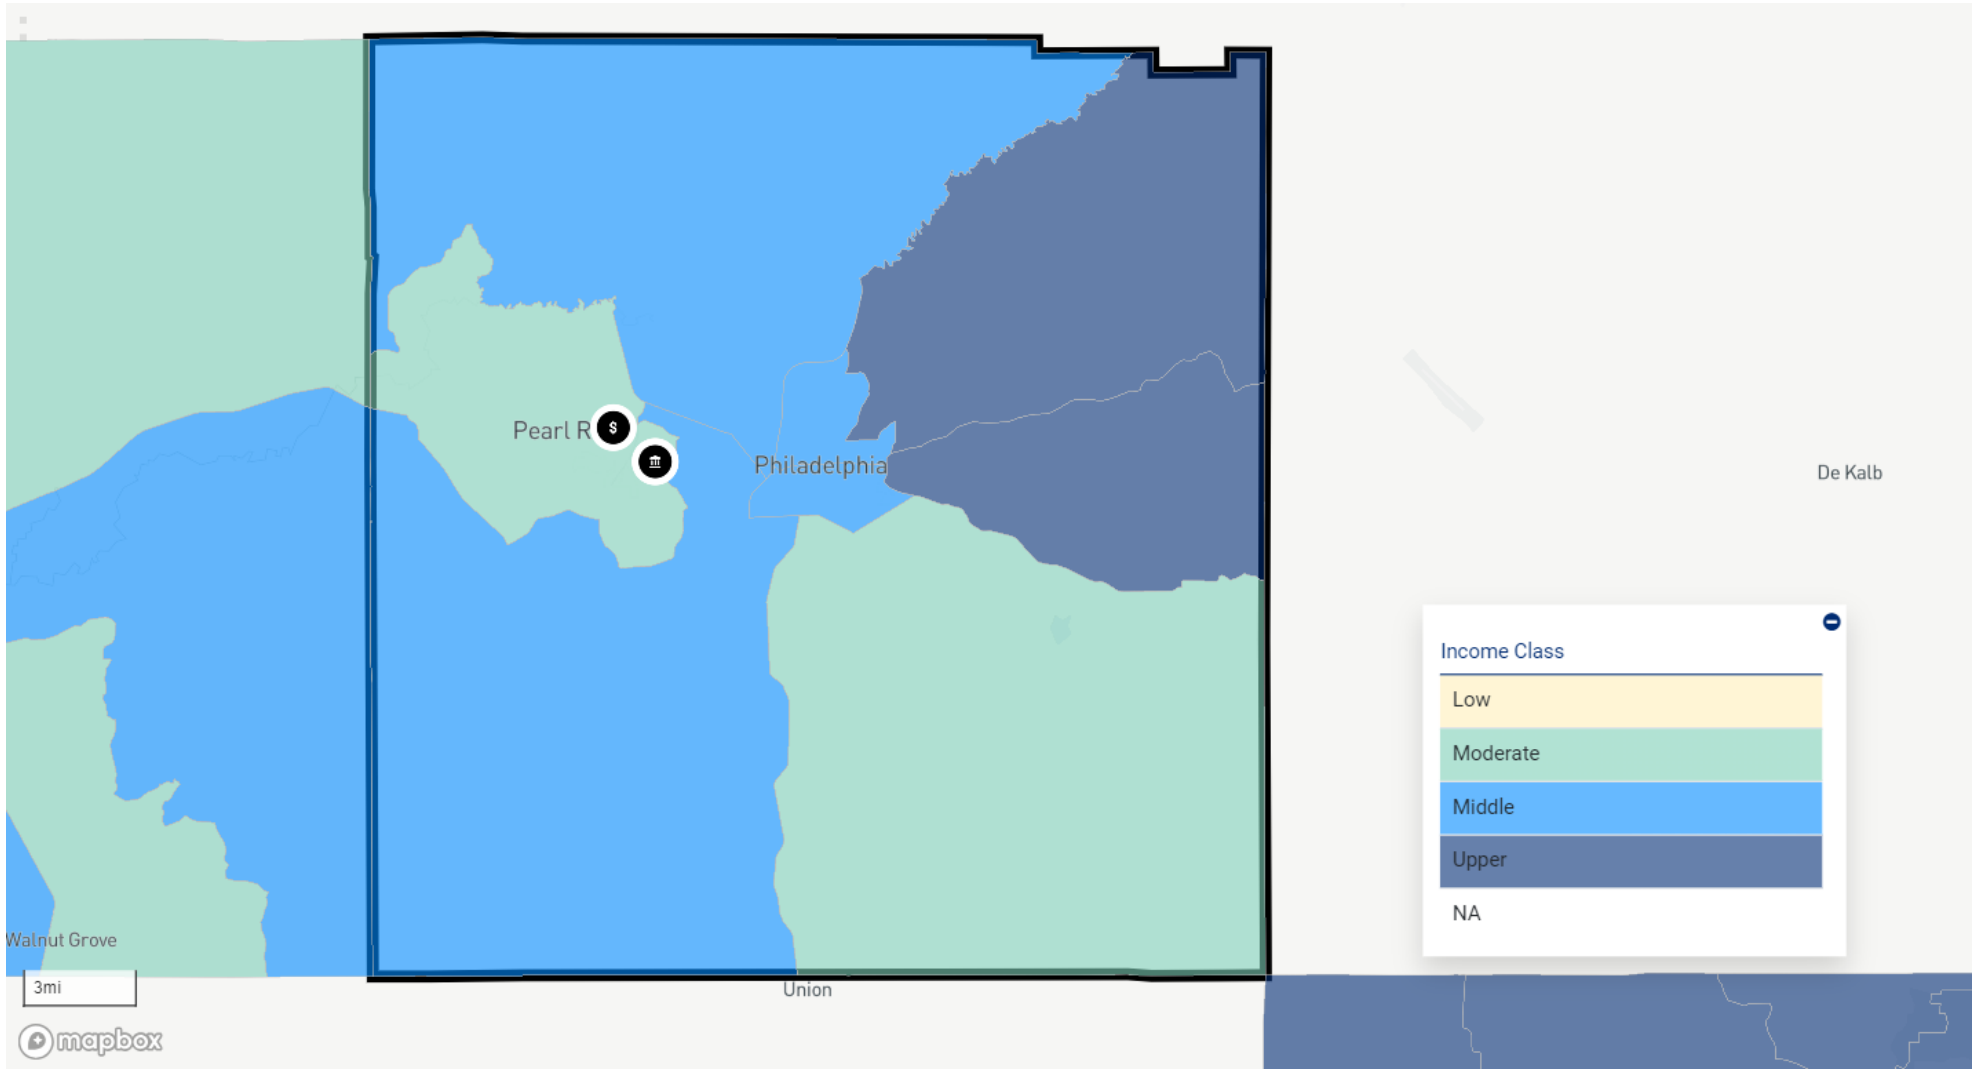 Pearl R
$
Philadelphia
De Kalb
Income Class
Low
Moderate
Middle
Upper
NA
Walnut Grove
3mi
Union
mapbox